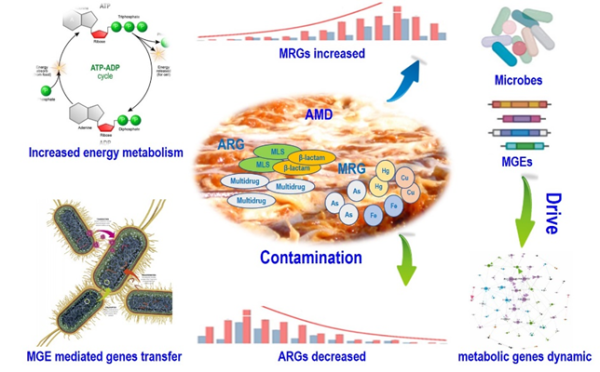 ATP
Triphosphate
Ribose
ATP-ADP
cycle
Energy
Energy
Adenine
Ribose
Diphosphate
Increased energy metabolism
MRGs increased
Microbes
MGEs
Drive
metabolic genes dynamic
AMD
ARG
MLS
MLS
β-lactam
β-lactam
Multidrug
Multidrug
Multidrug
MRG
Hg
Hg
Cu
Cu
As
As
As
Fe
Fe
Contamination
MGE mediated genes transfer
ARGs decreased